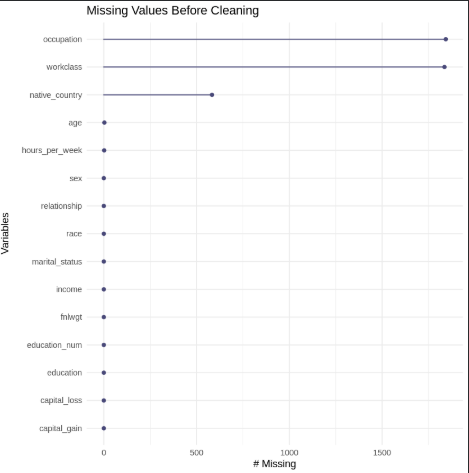 Missing Values Before Cleaning
occupation
workclass
native_country
age
hours_per_week
sex
relationship
race
marital_status
income
fnlwgt
education_num
education
capital_loss
capital_gain
Variables
0 500 1000 1500
# Missing